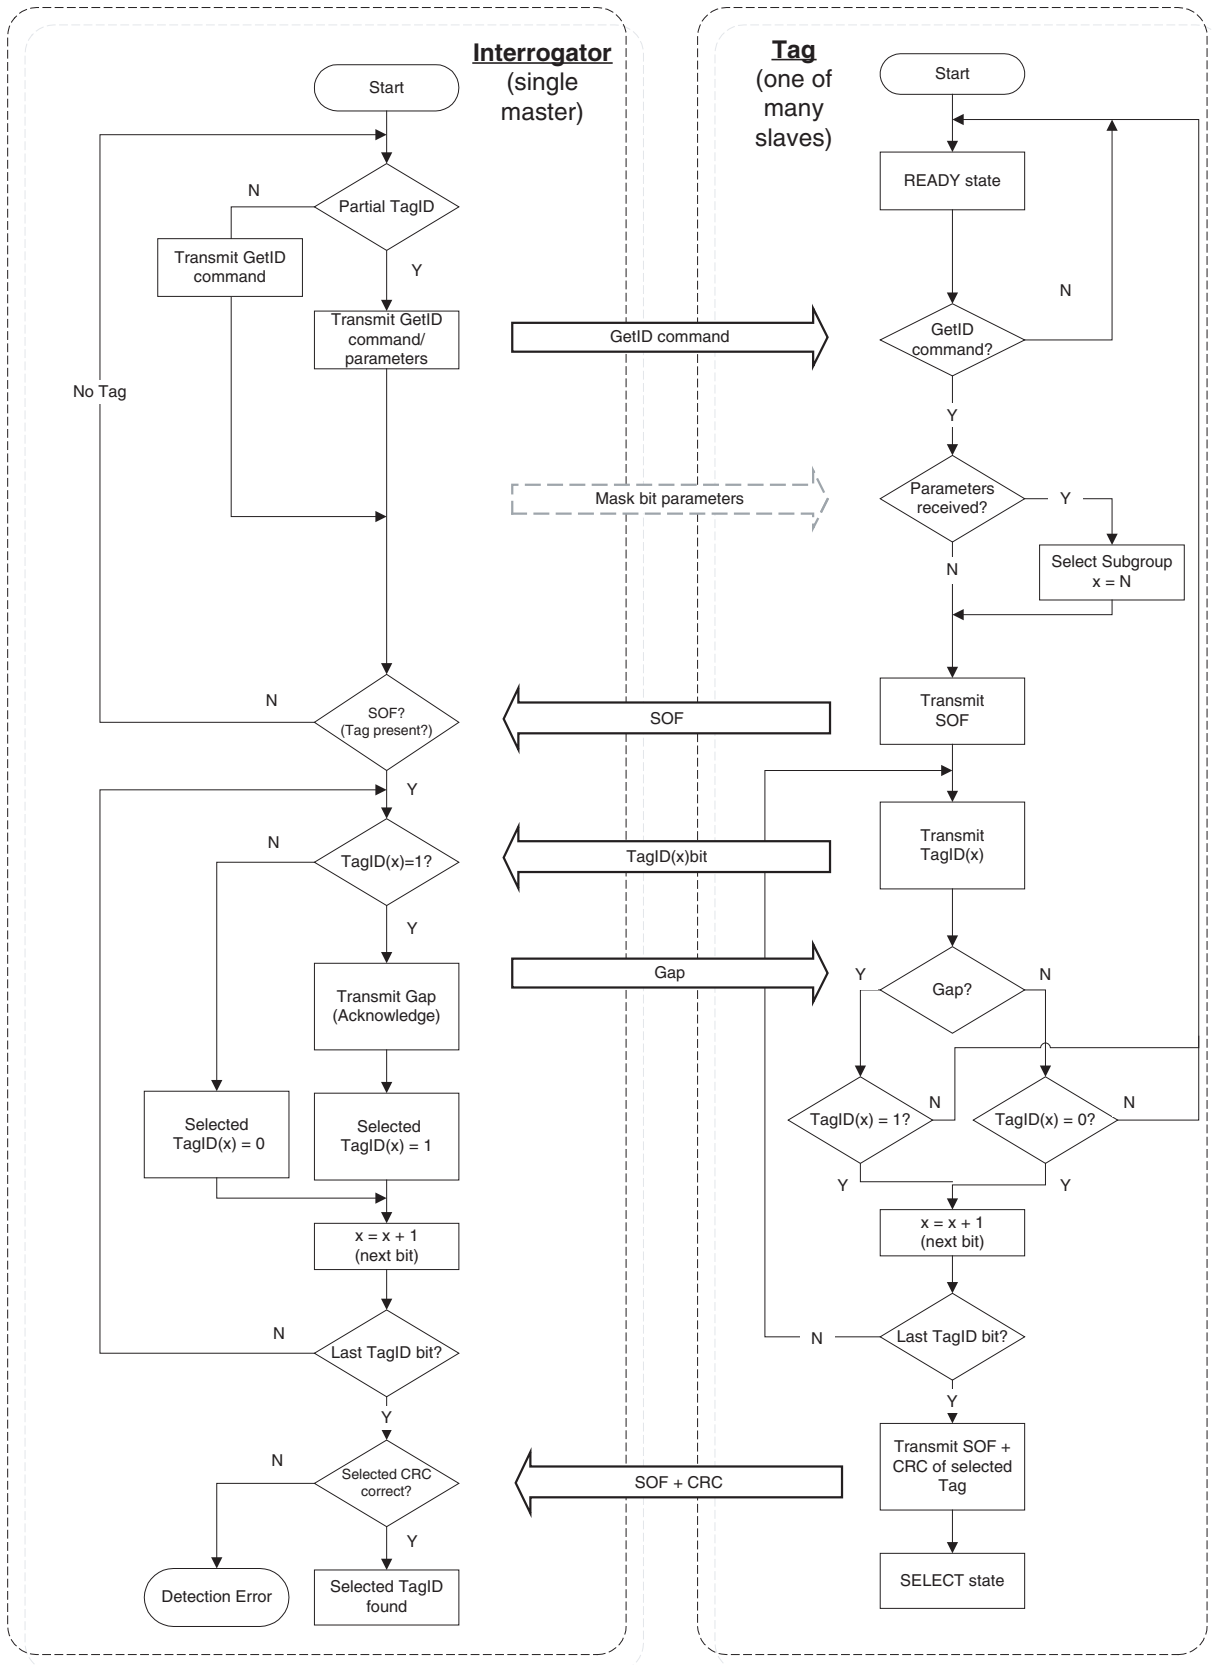 Interrogator
(single
master)
Start
N
Partial TagID
Transmit GetID
command
Y
Transmit GetID
command/
parameters
No Tag
N
SOF?
(Tag present?)
Y
N
TagID(x)=1?
Y
Transmit Gap
(Acknowledge)
Selected
TagID(x) = 0
Selected
TagID(x) = 1
x = x + 1
(next bit)
N
Last TagID bit?
Y
N
Selected CRC
correct?
Y
Detection Error
Selected TagID
found
GetID command
Mask bit parameters
SOF
TagID(x)bit
Gap
SOF + CRC
Tag
(one of
many
slaves)
Start
READY state
N
GetID
command?
Y
Parameters
received?
Y
Select Subgroup
x = N
N
Transmit
SOF
Transmit
TagID(x)
Y
Gap?
N
TagID(x) = 1?
N
TagID(x) = 0?
N
Y
Y
x = x + 1
(next bit)
N
Last TagID bit?
Y
Transmit SOF +
CRC of selected
Tag
SELECT state